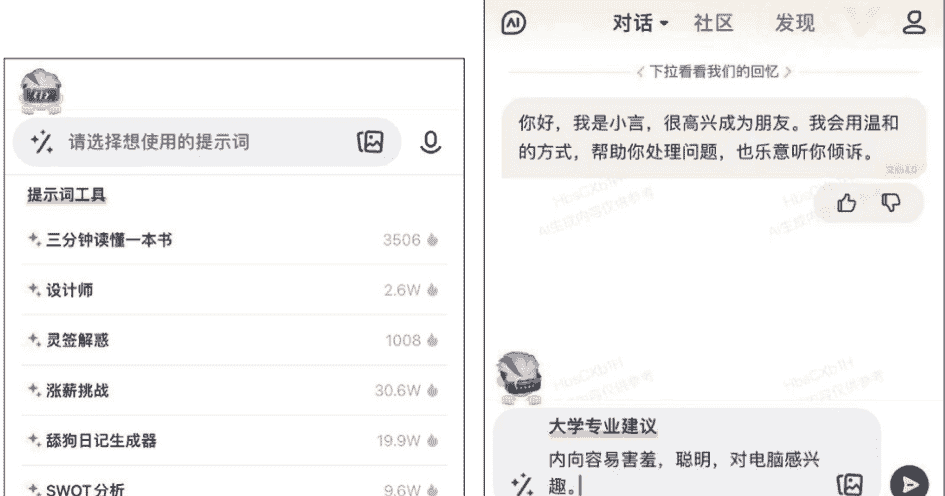 请选择想使用的提示词
提示词工具
三分钟读懂一本书 3506
设计师 2.6W
灵签解惑 1008
涨薪挑战 30.6W
舔狗日记生成器 19.9W
SWOT分析 9.6W
AI 对话 社区 发现
下拉看看我们的回忆
你好，我是小言，很高兴成为朋友。我会用温和
的方式，帮助你处理问题，也乐意听你倾诉。
大学专业建议
内向容易害羞，聪明，对电脑感兴
趣。